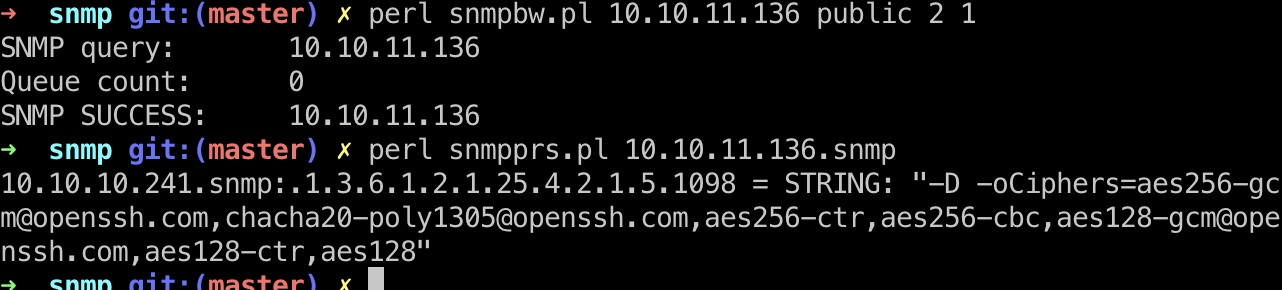 →  snmp git:(master) ✗ perl snmpbw.pl 10.10.11.136 public 2 1
SNMP query:       10.10.11.136
Queue count:      0
SNMP SUCCESS:     10.10.11.136
→  snmp git:(master) ✗ perl snmpprs.pl 10.10.11.136.snmp
10.10.10.241.snmp:.1.3.6.1.2.1.25.4.2.1.5.1098 = STRING: "-D -oCiphers=aes256-gc
m@openssh.com,chacha20-poly1305@openssh.com,aes256-ctr,aes256-cbc,aes128-gcm@ope
nssh.com,aes128-ctr,aes128"
→  snmp git:(master) ✗